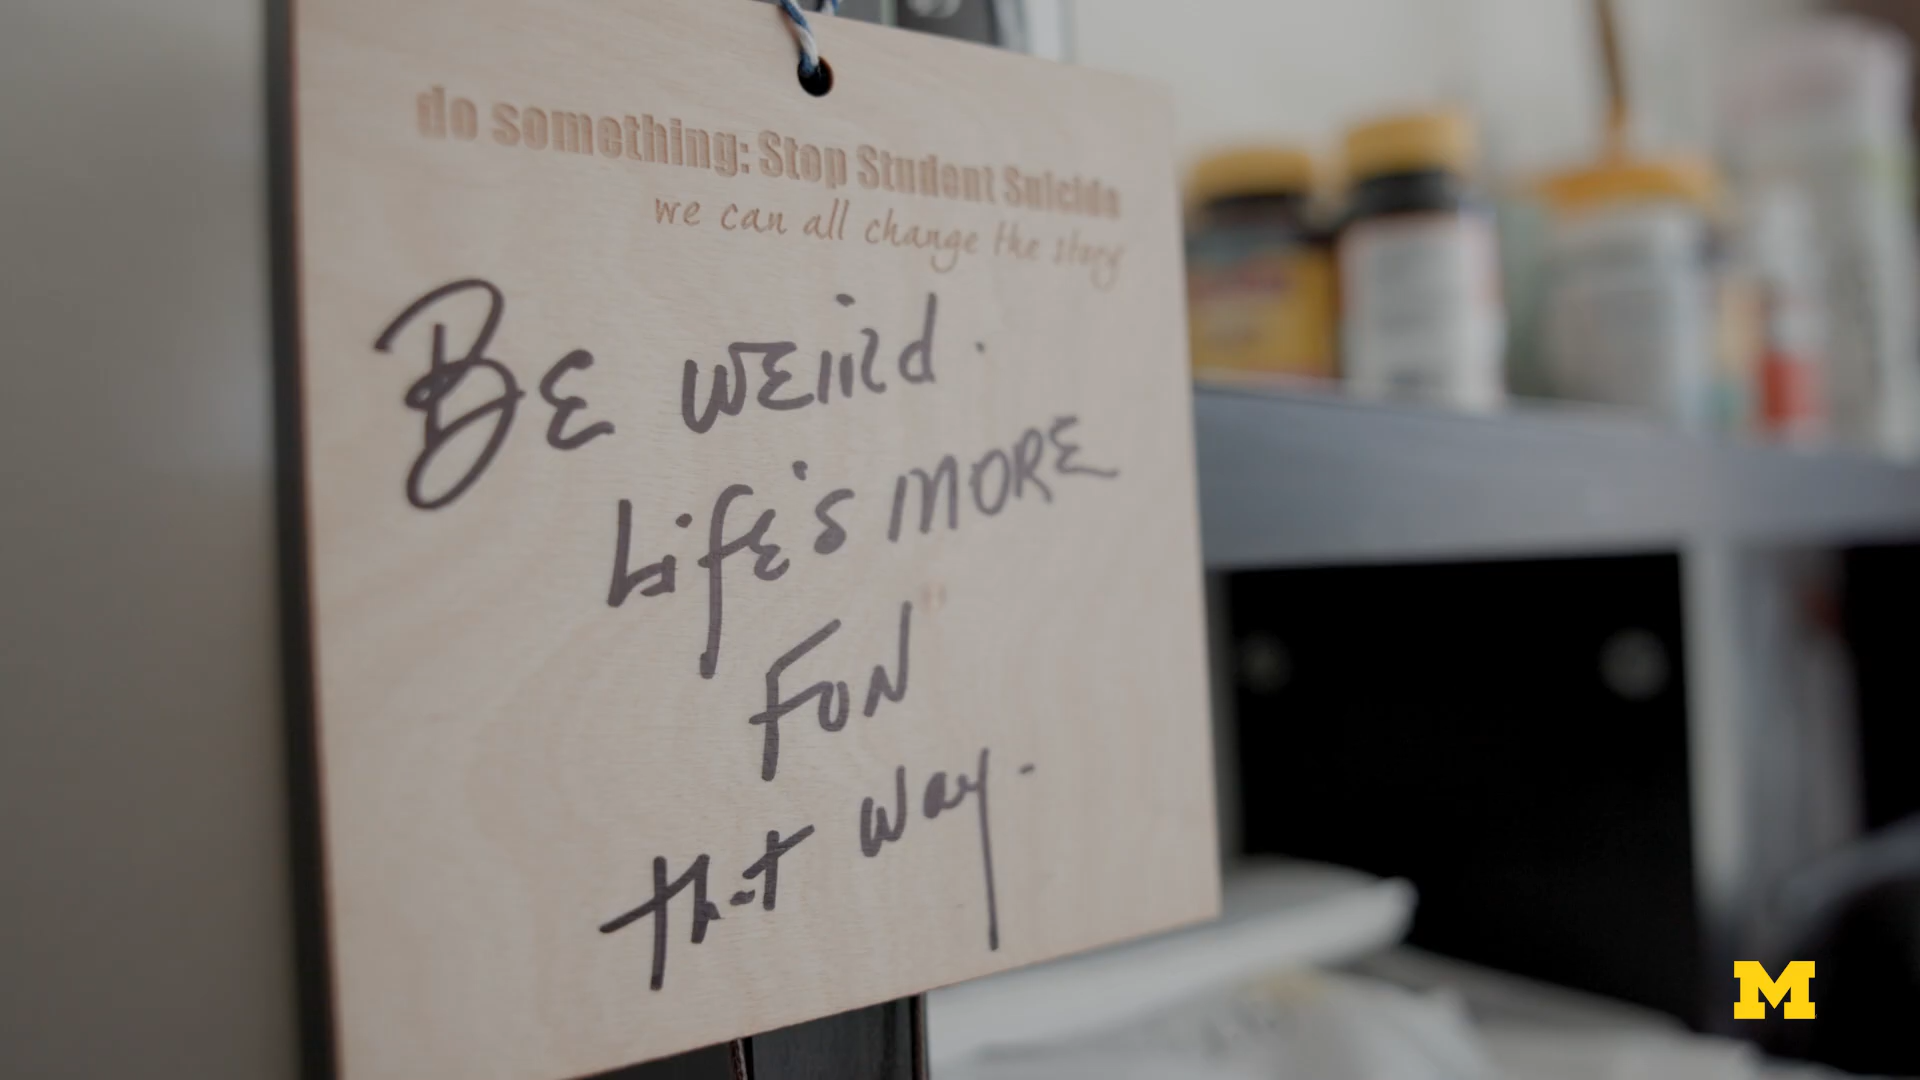 do something: Stop Student Suicide
we can all change the story
BE weird.
Life's MORE
FUN
that way.
M